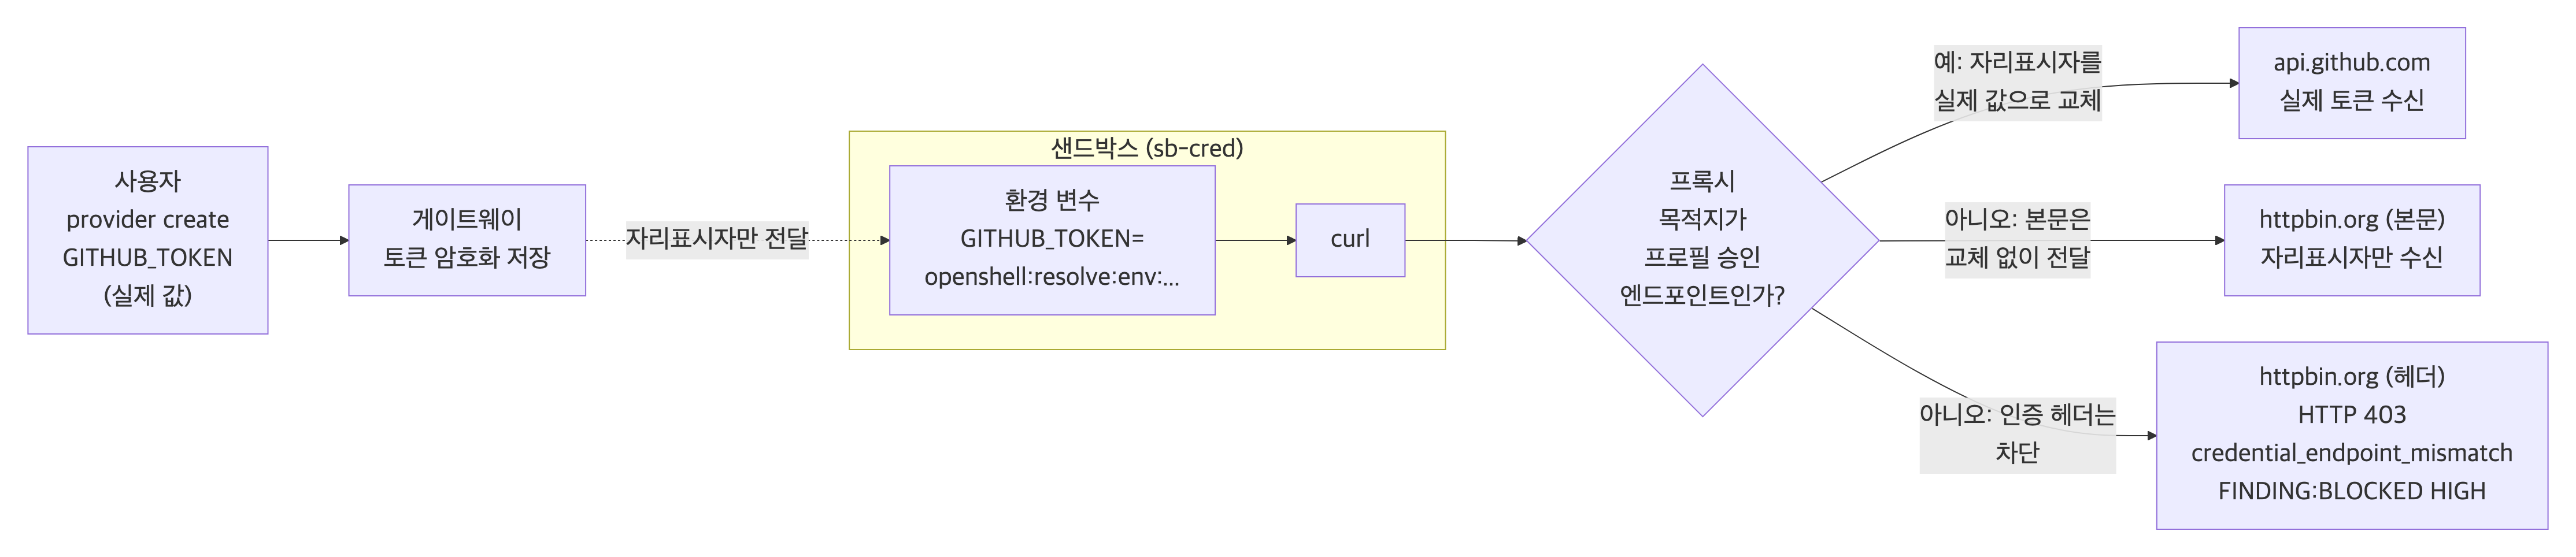 사용자
provider create
GITHUB_TOKEN
(실제 값)
게이트웨이
토큰 암호화 저장
자리표시자만 전달
샌드박스 (sb-cred)
환경 변수
GITHUB_TOKEN=
openshell:resolve:env:...
curl
프록시
목적지가
프로필 승인
엔드포인트인가?
예: 자리표시자를
실제 값으로 교체
api.github.com
실제 토큰 수신
아니오: 본문은
교체 없이 전달
httpbin.org (본문)
자리표시자만 수신
아니오: 인증 헤더는
차단
httpbin.org (헤더)
HTTP 403
credential_endpoint_mismatch
FINDING:BLOCKED HIGH